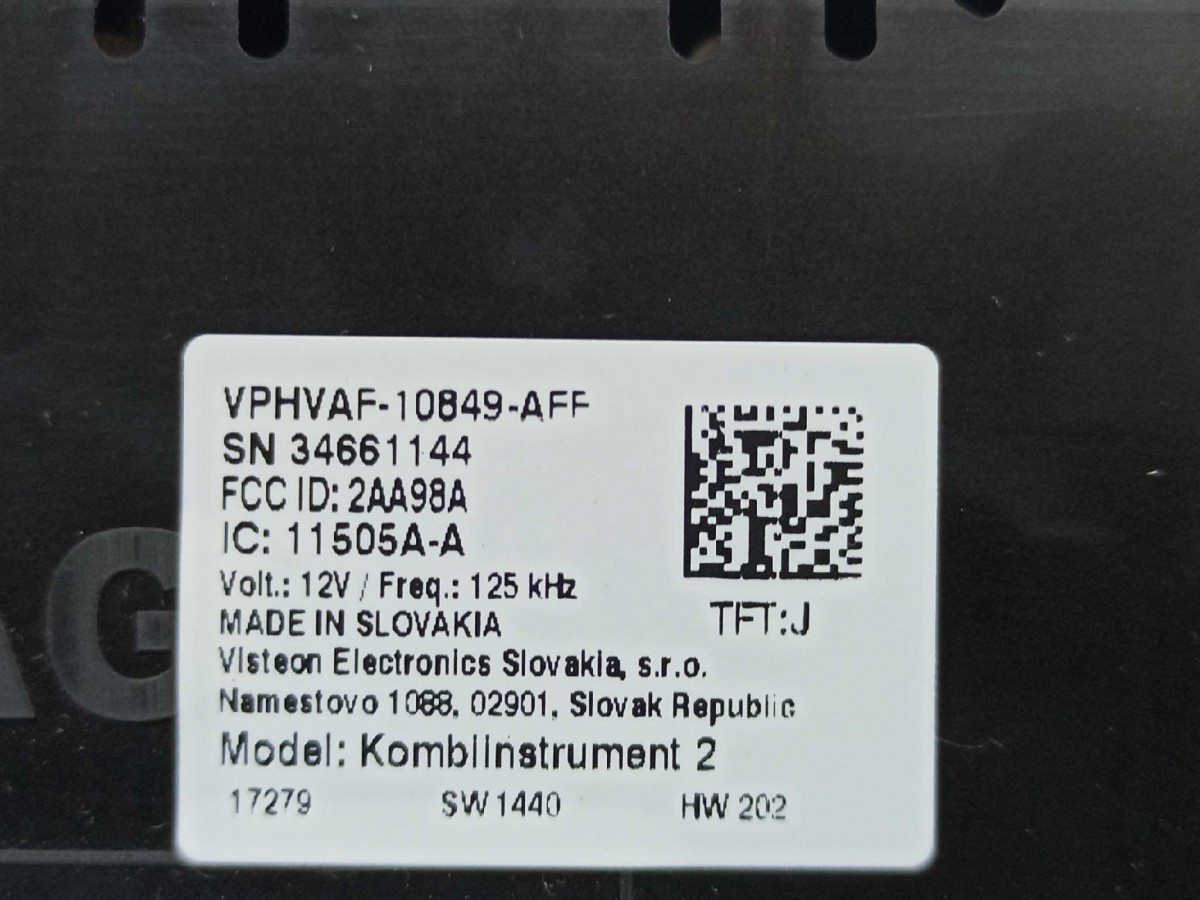 VPHVAF-10849-AFF
SN 34661144
FCC ID: 2AA98A
IC: 11505A-A
Volt.: 12V / Freq.: 125 kHz
MADE IN SLOVAKIA
Visteon Electronics Slovakia, s.r.o.
Namestovo 1088, 02901, Slovak Republic
Model: Kombiinstrument 2
17279 SW 1440 HW 202
TFT:J
AG